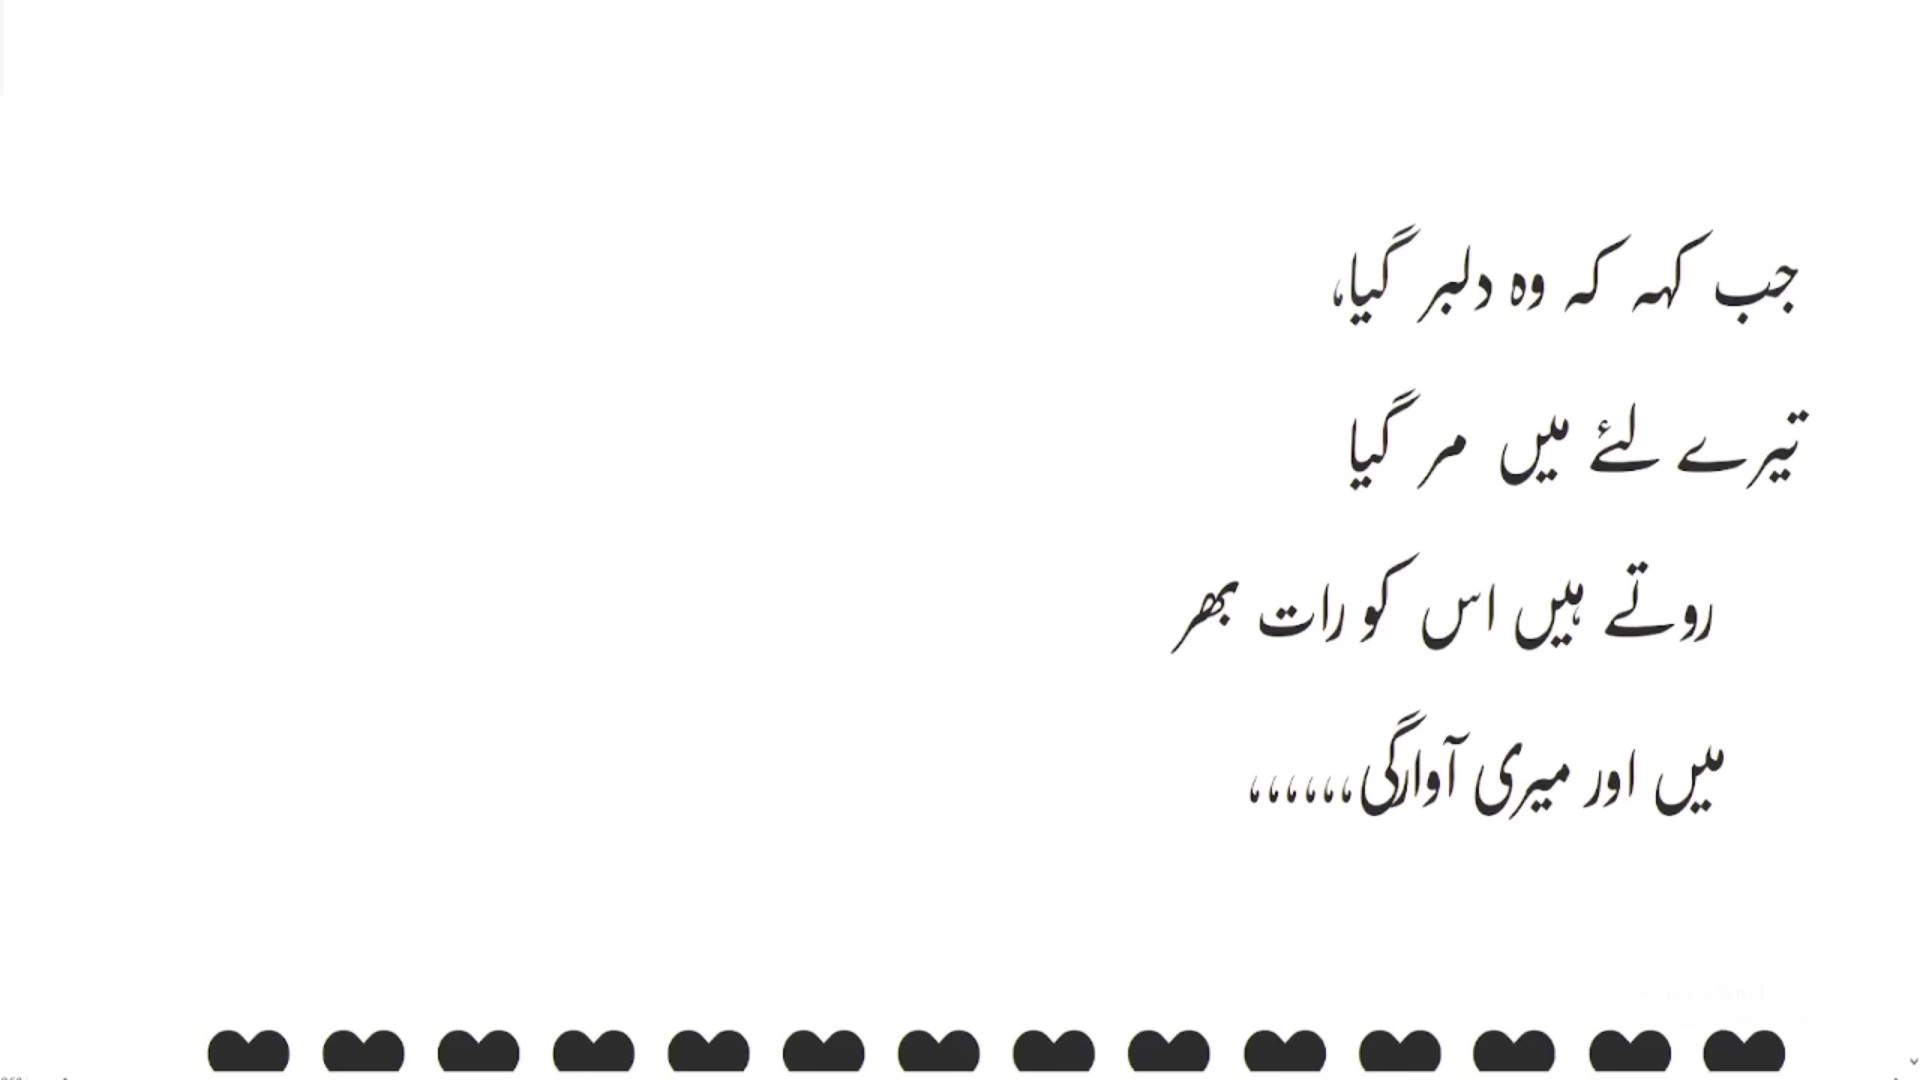 جب کہہ کہ وہ دلبر گیا،
تیرے لئے میں مر گیا
روتے ہیں اس کو رات بھر
میں اور میری آوارگی،،،،،،